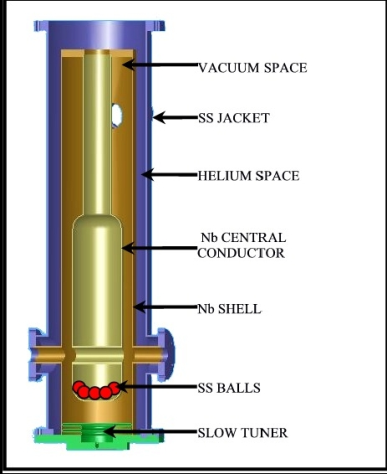 VACUUM SPACE
SS JACKET
HELIUM SPACE
Nb CENTRAL
CONDUCTOR
Nb SHELL
SS BALLS
SLOW TUNER